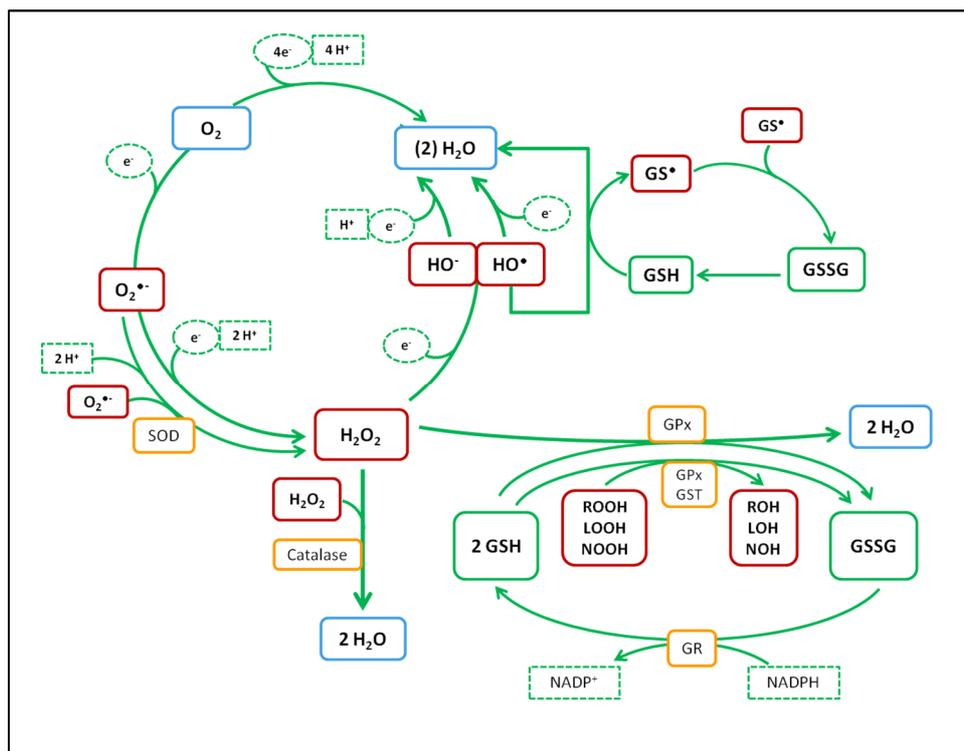 4e⁻ 4 H⁺
O₂
(2) H₂O
GS•
e⁻
GS•
H⁺ e⁻
e⁻
HO⁻ HO•
GSH
GSSG
O₂•⁻
e⁻ 2 H⁺
2 H⁺
e⁻
O₂•⁻
SOD
H₂O₂
GPx
2 H₂O
GPx
GST
H₂O₂
ROOH
LOOH
NOOH
ROH
LOH
NOH
2 GSH
GSSG
Catalase
2 H₂O
GR
NADP⁺
NADPH